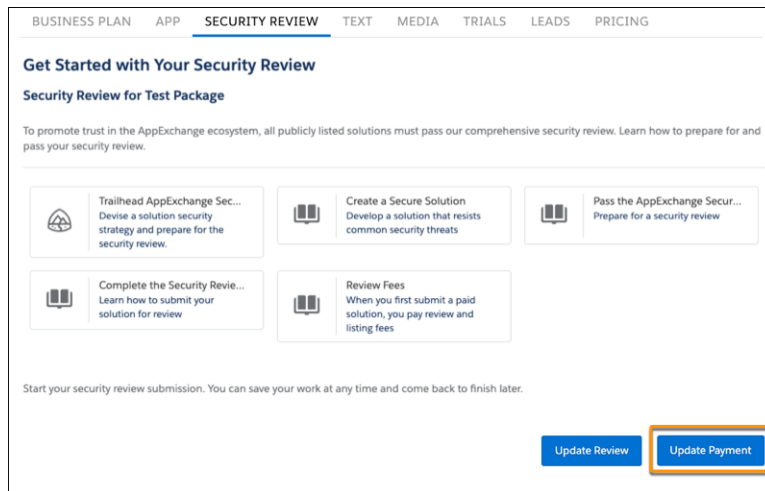 BUSINESS PLAN APP SECURITY REVIEW TEXT MEDIA TRIALS LEADS PRICING
Get Started with Your Security Review
Security Review for Test Package
To promote trust in the AppExchange ecosystem, all publicly listed solutions must pass our comprehensive security review. Learn how to prepare for and
pass your security review.
Trailhead AppExchange Sec...
Devise a solution security
strategy and prepare for the
security review.
Create a Secure Solution
Develop a solution that resists
common security threats
Pass the AppExchange Secur...
Prepare for a security review
Complete the Security Revie...
Learn how to submit your
solution for review
Review Fees
When you first submit a paid
solution, you pay review and
listing fees
Start your security review submission. You can save your work at any time and come back to finish later.
Update Review Update Payment